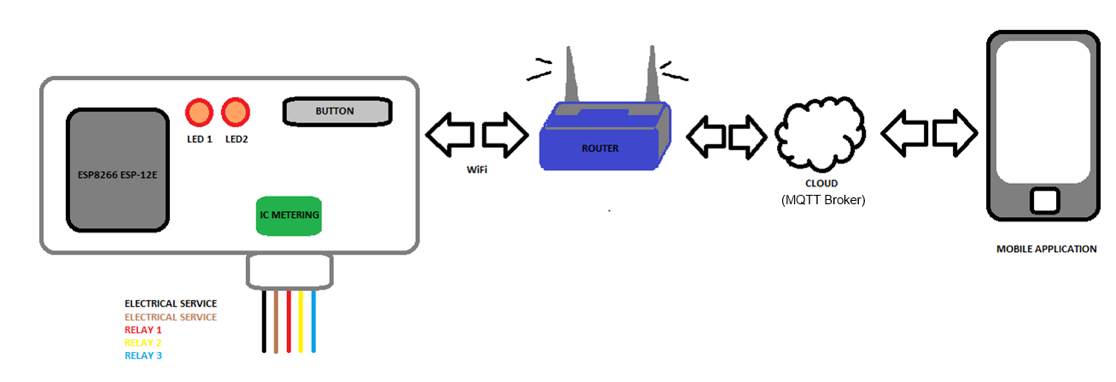 BUTTON
LED 1 LED2
ESP8266 ESP-12E
IC METERING
WiFi
ROUTER
CLOUD
(MQTT Broker)
MOBILE APPLICATION
ELECTRICAL SERVICE
ELECTRICAL SERVICE
RELAY 1
RELAY 2
RELAY 3